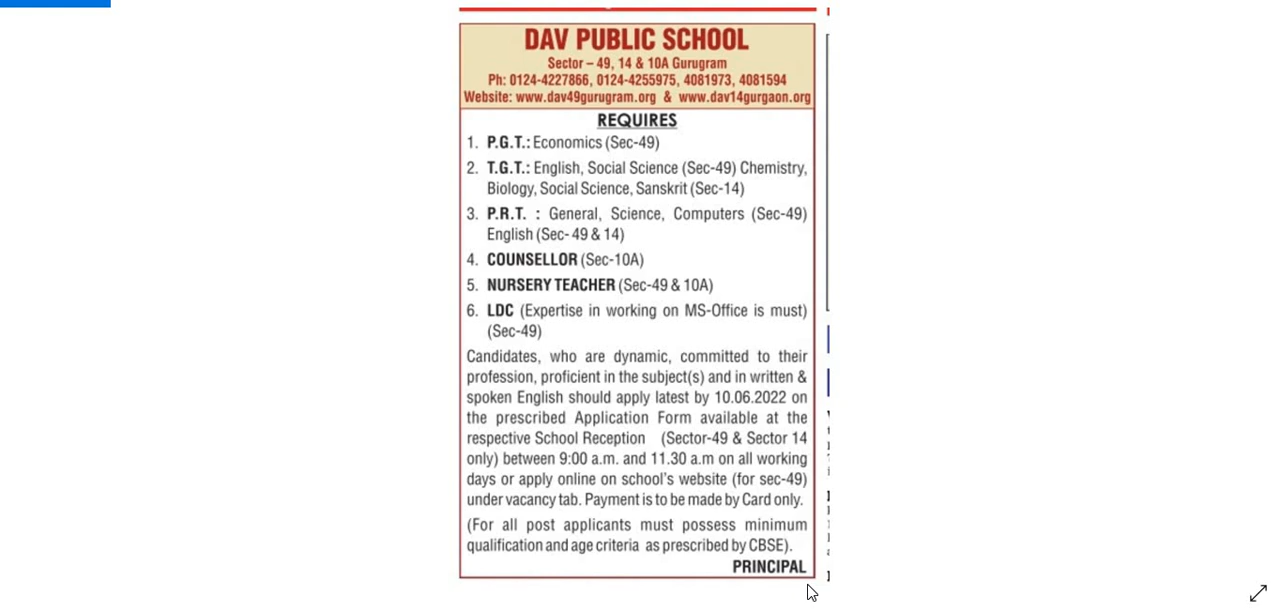 DAV PUBLIC SCHOOL
Sector – 49, 14 & 10A Gurugram
Ph: 0124-4227866, 0124-4255975, 4081973, 4081594
Website: www.dav49gurugram.org & www.dav14gurgaon.org
REQUIRES
1. P.G.T.: Economics (Sec-49)
2. T.G.T.: English, Social Science (Sec-49) Chemistry,
Biology, Social Science, Sanskrit (Sec-14)
3. P.R.T. : General, Science, Computers (Sec-49)
English (Sec- 49 & 14)
4. COUNSELLOR (Sec-10A)
5. NURSERY TEACHER (Sec-49 & 10A)
6. LDC (Expertise in working on MS-Office is must)
(Sec-49)
Candidates, who are dynamic, committed to their
profession, proficient in the subject(s) and in written &
spoken English should apply latest by 10.06.2022 on
the prescribed Application Form available at the
respective School Reception (Sector-49 & Sector 14
only) between 9:00 a.m. and 11.30 a.m on all working
days or apply online on school's website (for sec-49)
under vacancy tab. Payment is to be made by Card only.
(For all post applicants must possess minimum
qualification and age criteria as prescribed by CBSE).
PRINCIPAL